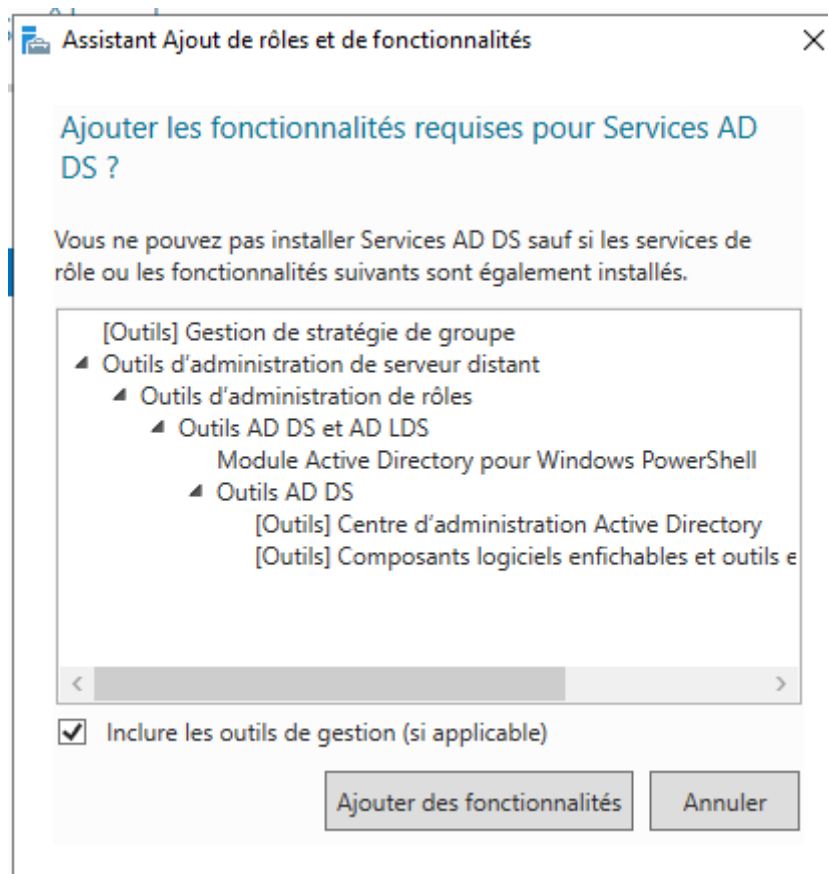 Assistant Ajout de rôles et de fonctionnalités
Ajouter les fonctionnalités requises pour Services AD
DS ?
Vous ne pouvez pas installer Services AD DS sauf si les services de
rôle ou les fonctionnalités suivants sont également installés.
[Outils] Gestion de stratégie de groupe
Outils d'administration de serveur distant
Outils d'administration de rôles
Outils AD DS et AD LDS
Module Active Directory pour Windows PowerShell
Outils AD DS
[Outils] Centre d'administration Active Directory
[Outils] Composants logiciels enfichables et outils e
Inclure les outils de gestion (si applicable)
Ajouter des fonctionnalités
Annuler